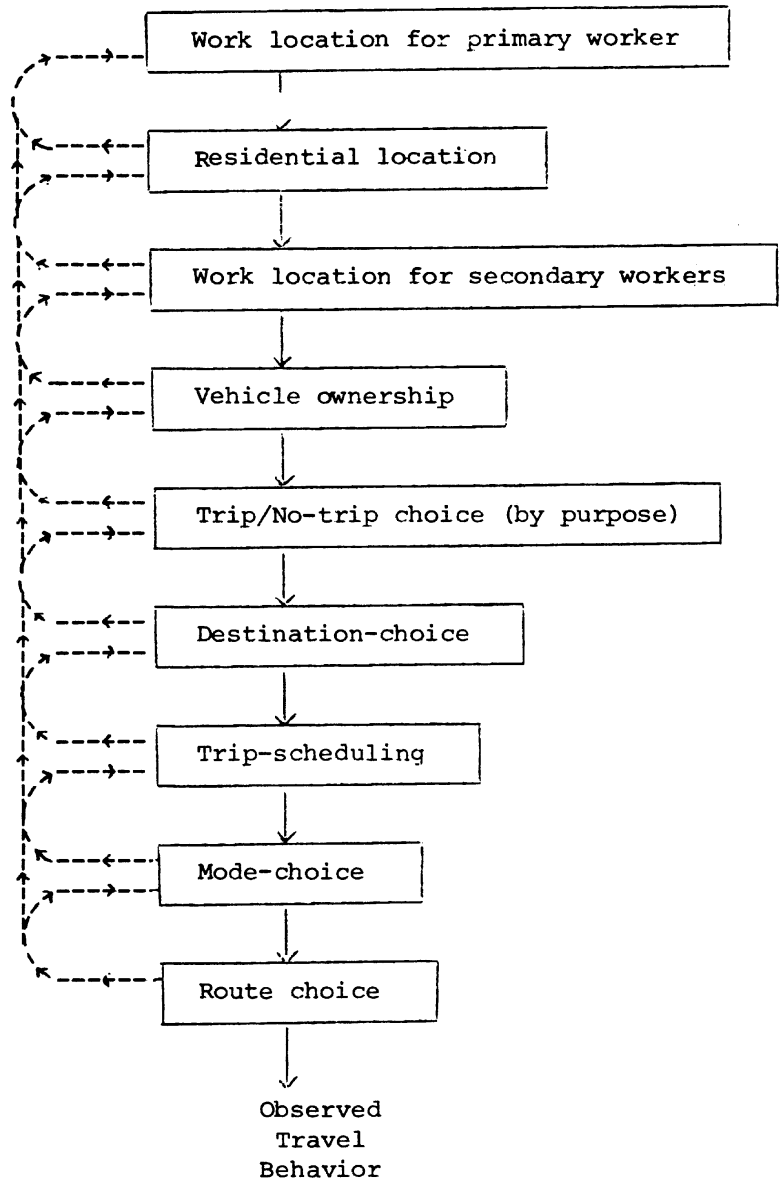 Work location for primary worker
Residential location
Work location for secondary workers
Vehicle ownership
Trip/No-trip choice (by purpose)
Destination-choice
Trip-scheduling
Mode-choice
Route choice
Observed
Travel
Behavior